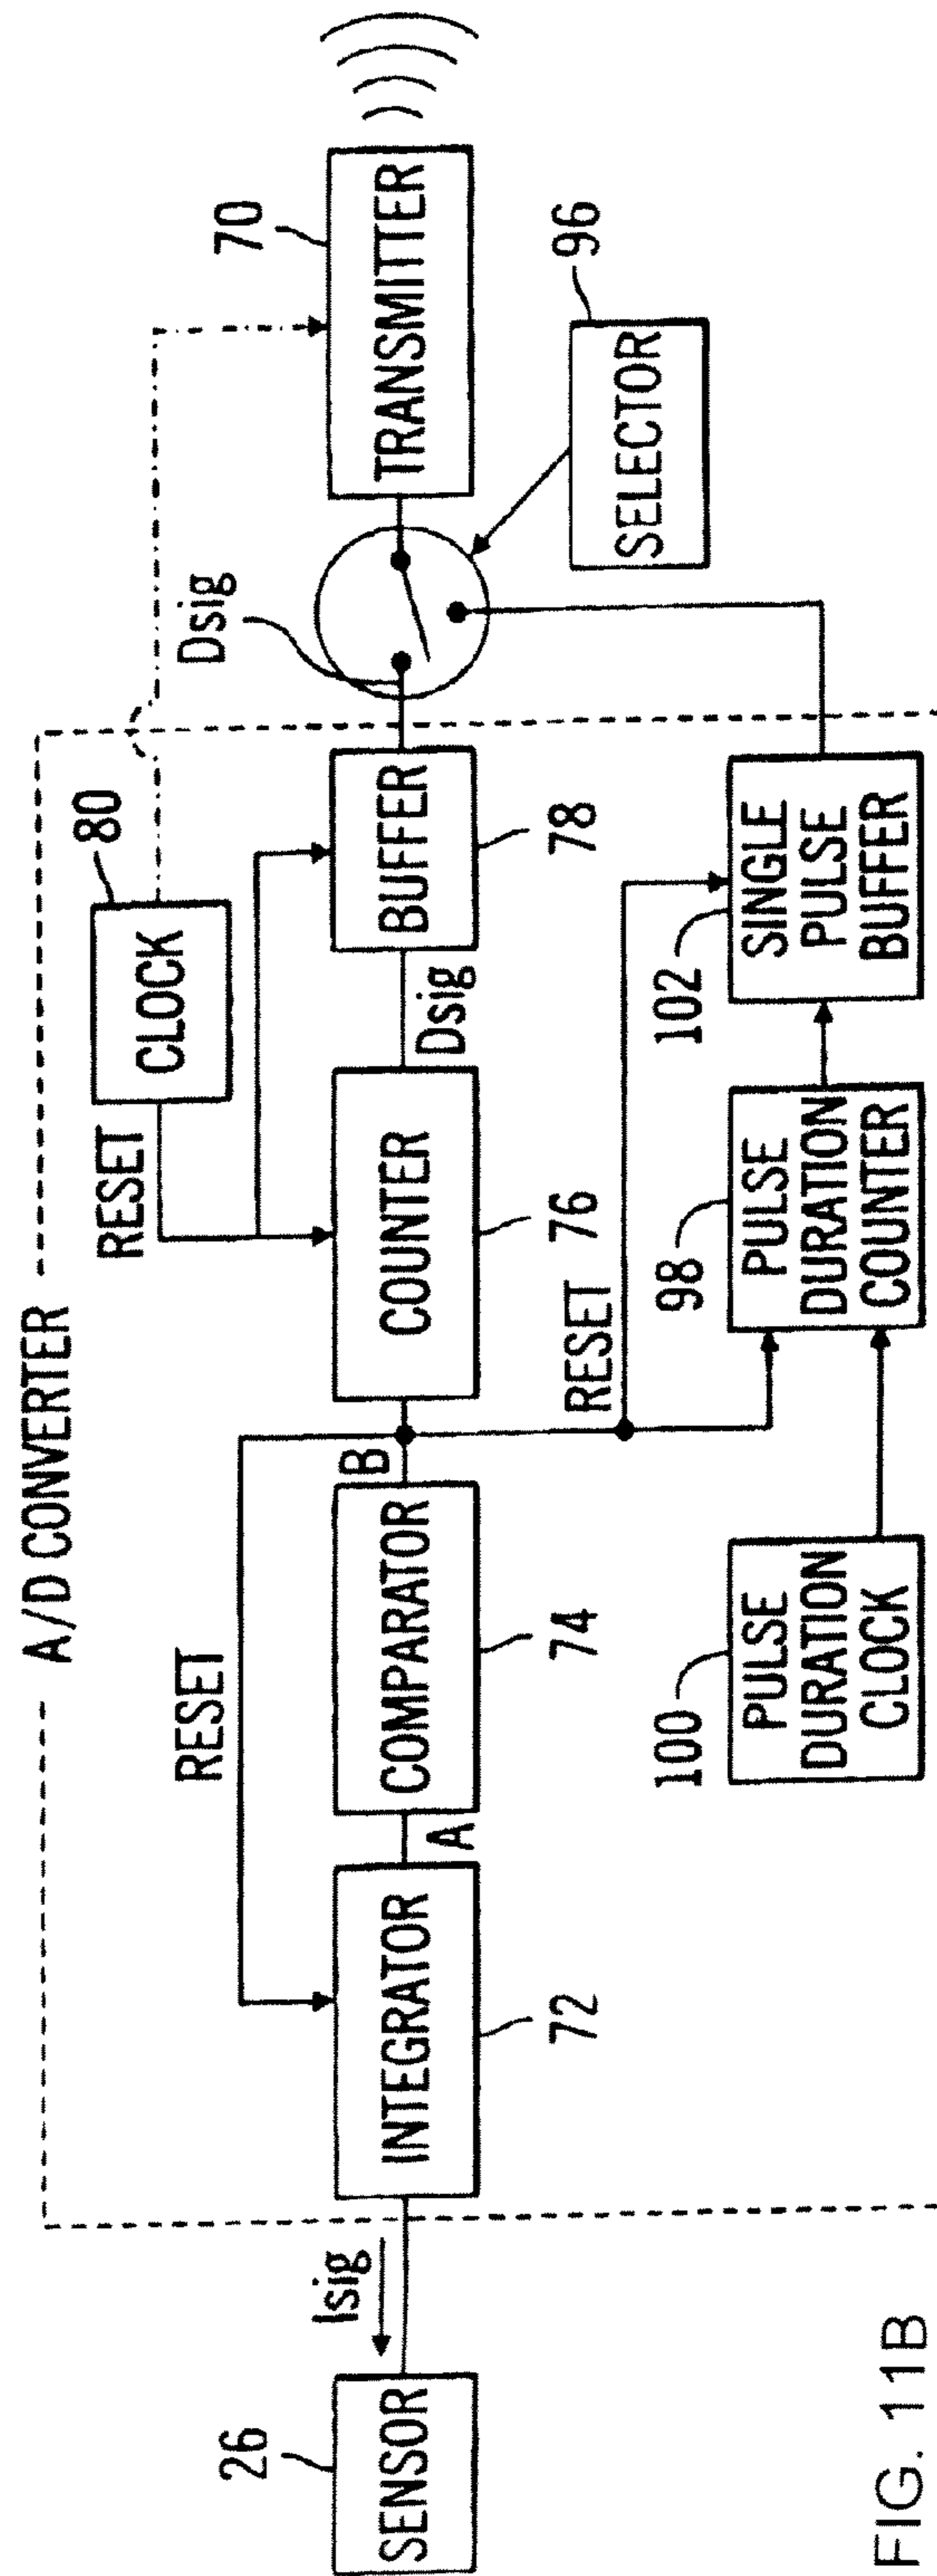 A/D CONVERTER
80
CLOCK
RESET
RESET
70
26
SENSOR
Isig
INTEGRATOR
72
A
COMPARATOR
74
B
COUNTER
76
Dsig
BUFFER
78
Dsig
TRANSMITTER
96
SELECTOR
RESET
100
PULSE
DURATION
CLOCK
98
PULSE
DURATION
COUNTER
102
SINGLE
PULSE
BUFFER
FIG. 11B